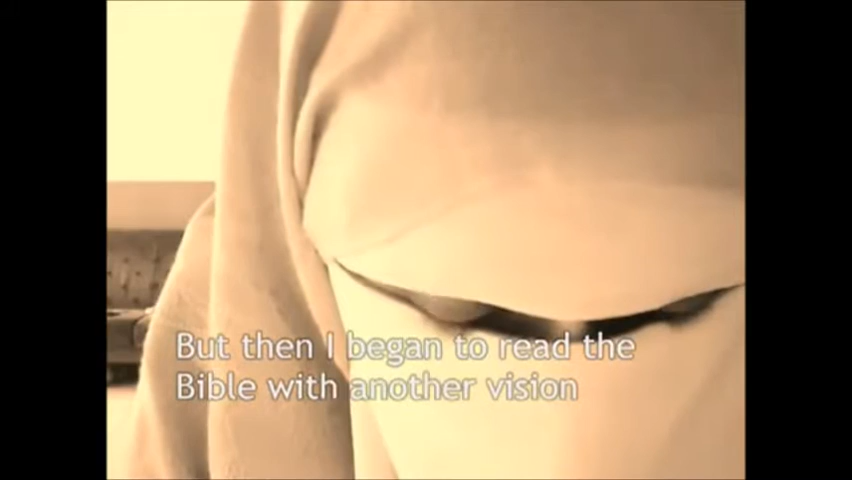 But then I began to read the
Bible with another vision